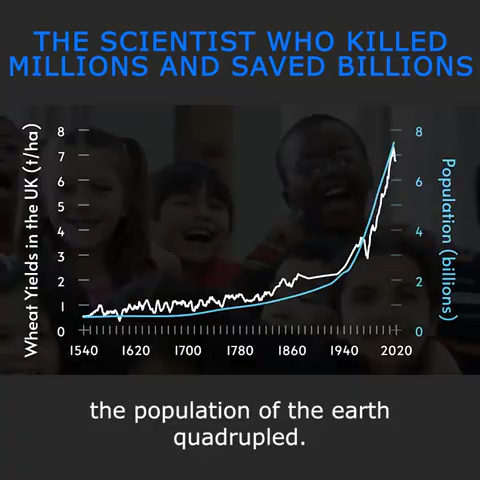 THE SCIENTIST WHO KILLED
MILLIONS AND SAVED BILLIONS
Wheat Yields in the UK (t/ha)
8
7
6
5
4
3
2
1
0
8
6
4
2
0
Population (billions)
1540 1620 1700 1780 1860 1940 2020
the population of the earth
quadrupled.